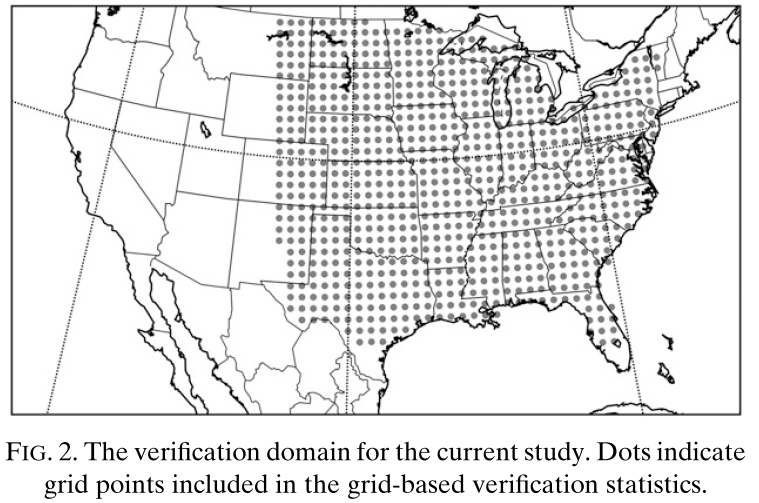 FIG. 2. The verification domain for the current study. Dots indicate
grid points included in the grid-based verification statistics.